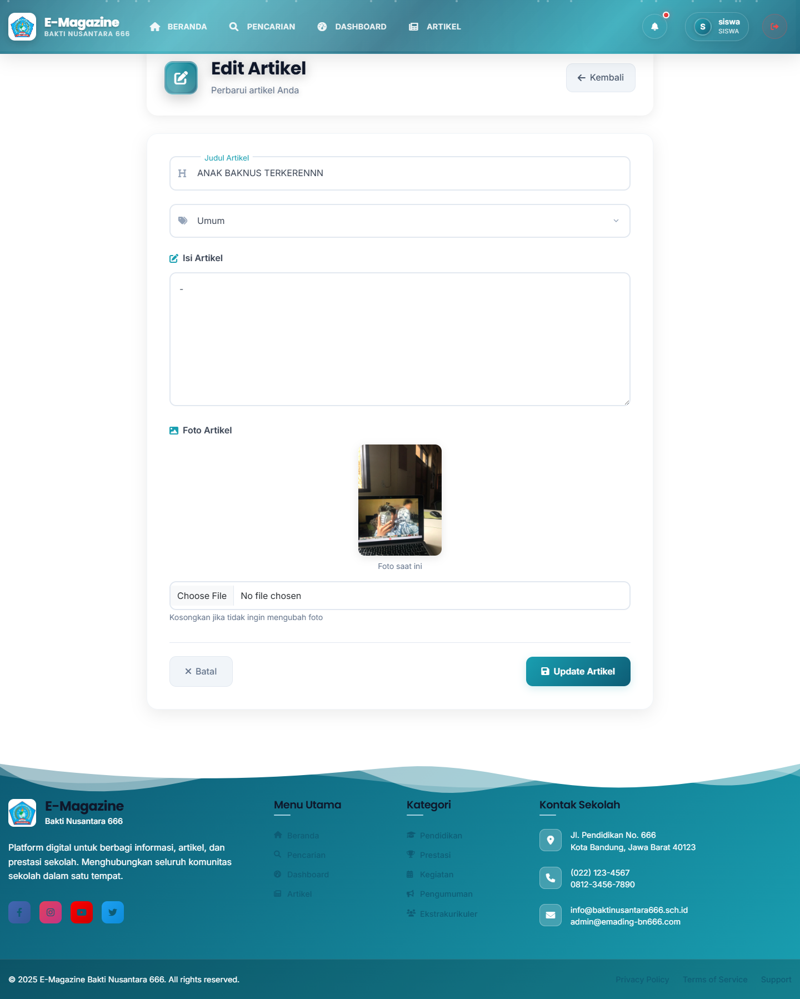 E-Magazine
BAKTI NUSANTARA 666
BERANDA
PENCARIAN
DASHBOARD
ARTIKEL
S
siswa
SISWA
Edit Artikel
Perbarui artikel Anda
Kembali
Judul Artikel
ANAK BAKNUS TERKERENNN
Umum
Isi Artikel
-
Foto Artikel
Foto saat ini
Choose File
No file chosen
Kosongkan jika tidak ingin mengubah foto
Batal
Update Artikel
E-Magazine
Bakti Nusantara 666
Platform digital untuk berbagi informasi, artikel, dan
prestasi sekolah. Menghubungkan seluruh komunitas
sekolah dalam satu tempat.
Menu Utama
Beranda
Pencarian
Dashboard
Artikel
Kategori
Pendidikan
Prestasi
Kegiatan
Pengumuman
Ekstrakurikuler
Kontak Sekolah
Jl. Pendidikan No. 666
Kota Bandung, Jawa Barat 40123
(022) 123-4567
0812-3456-7890
info@baktinusantara666.sch.id
admin@emading-bn666.com
© 2025 E-Magazine Bakti Nusantara 666. All rights reserved.
Privacy Policy
Terms of Service
Support